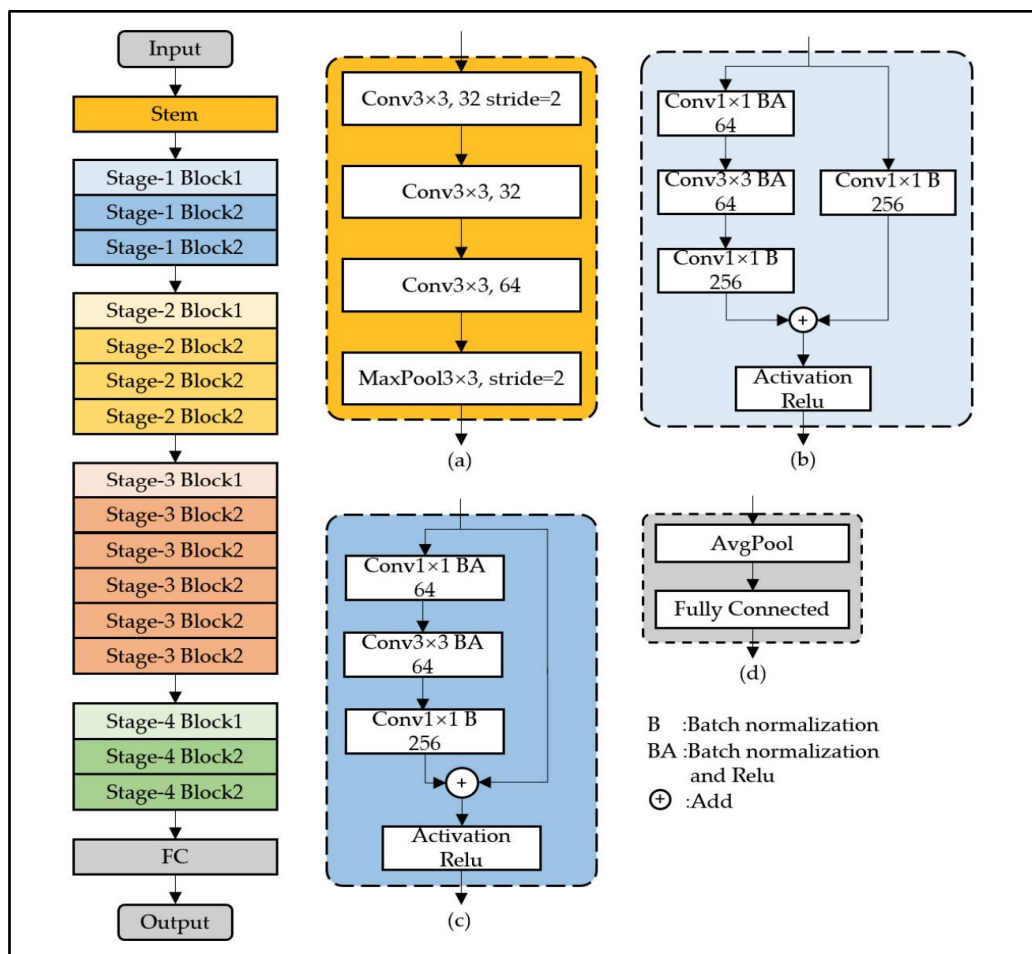 Input
Stem
Stage-1 Block1
Stage-1 Block2
Stage-1 Block2
Stage-2 Block1
Stage-2 Block2
Stage-2 Block2
Stage-2 Block2
Stage-3 Block1
Stage-3 Block2
Stage-3 Block2
Stage-3 Block2
Stage-3 Block2
Stage-3 Block2
Stage-4 Block1
Stage-4 Block2
Stage-4 Block2
FC
Output
Conv3×3, 32 stride=2
Conv3×3, 32
Conv3×3, 64
MaxPool3×3, stride=2
(a)
Conv1×1 BA
64
Conv3×3 BA
64
Conv1×1 B
256
Conv1×1 B
256
+
Activation
Relu
(b)
Conv1×1 BA
64
Conv3×3 BA
64
Conv1×1 B
256
+
Activation
Relu
(c)
AvgPool
Fully Connected
(d)
B :Batch normalization
BA :Batch normalization
and Relu
+ :Add